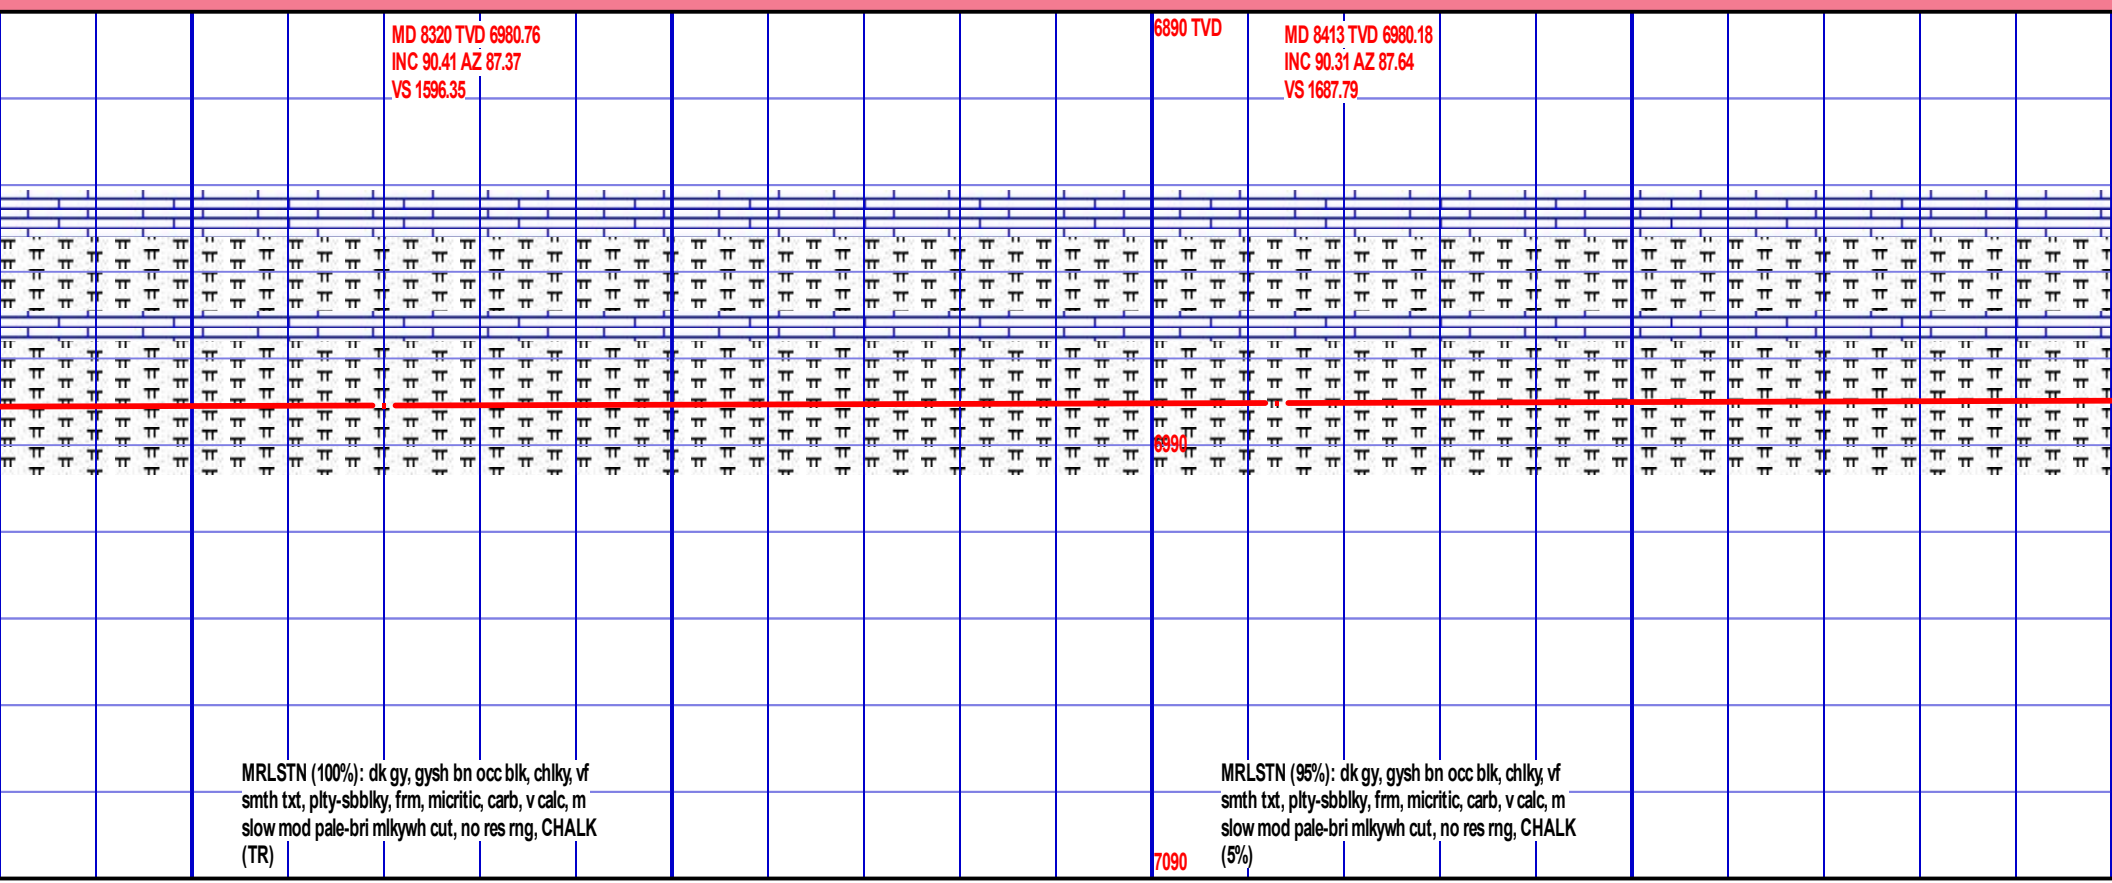 MD 8320 TVD 6980.76
INC 90.41 AZ 87.37
VS 1596.35
6890 TVD
MD 8413 TVD 6980.18
INC 90.31 AZ 87.64
VS 1687.79
6990
MRLSTN (100%): dk gy, gysh bn occ blk, chlky, vf
smth txt, plty-sbblky, frm, micritic, carb, v calc, m
slow mod pale-bri mlkywh cut, no res rng, CHALK
(TR)
7090
MRLSTN (95%): dk gy, gysh bn occ blk, chlky, vf
smth txt, plty-sbblky, frm, micritic, carb, v calc, m
slow mod pale-bri mlkywh cut, no res rng, CHALK
(5%)